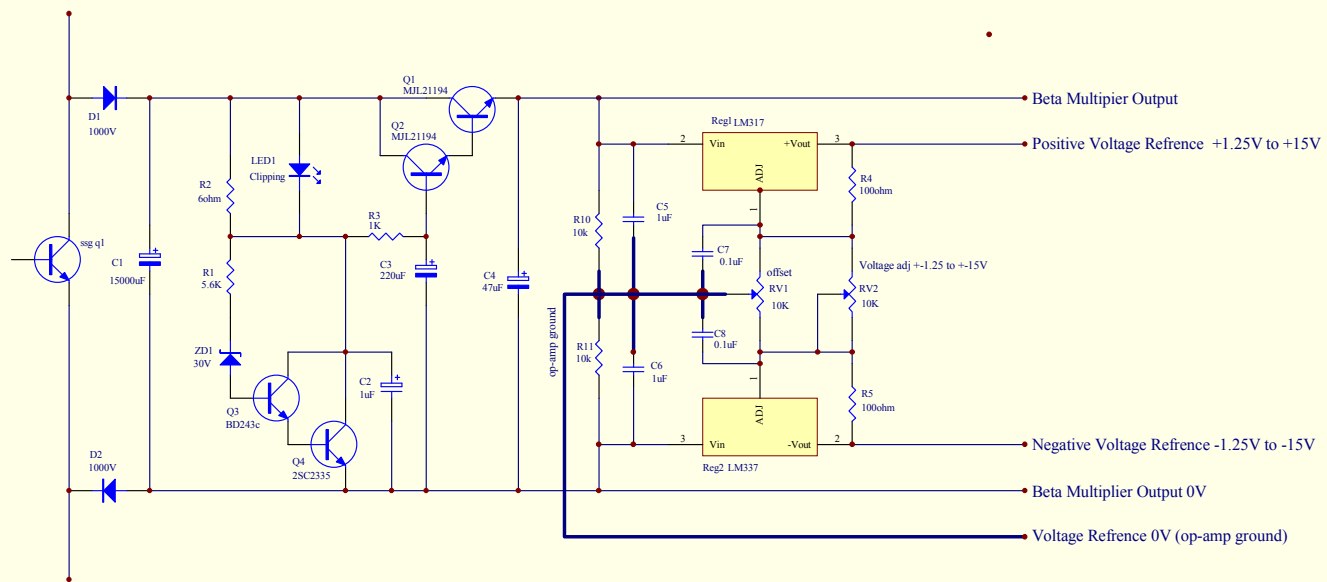 Q1
MJL21194
D1
1000V
Beta Multipier Output
Q2
MJL21194
Reg1 LM317
2
Vin
+Vout
3
ADJ
1
Positive Voltage Refrence +1.25V to +15V
LED1
Clipping
R2
6ohm
R4
100ohm
R3
1K
C5
1uF
R10
10k
ssg q1
C1
15000uF
+
R1
5.6K
C3
220uF
+
C4
47uF
+
C7
0.1uF
offset
RV1
10K
Voltage adj +-1.25 to +-15V
RV2
10K
op-amp ground
C8
0.1uF
R11
10k
ZD1
30V
C6
1uF
C2
1uF
+
1
ADJ
R5
100ohm
Q3
BD243c
3
Vin
-Vout
2
Negative Voltage Refrence -1.25V to -15V
Reg2 LM337
D2
1000V
Q4
2SC2335
Beta Multiplier Output 0V
Voltage Refrence 0V (op-amp ground)